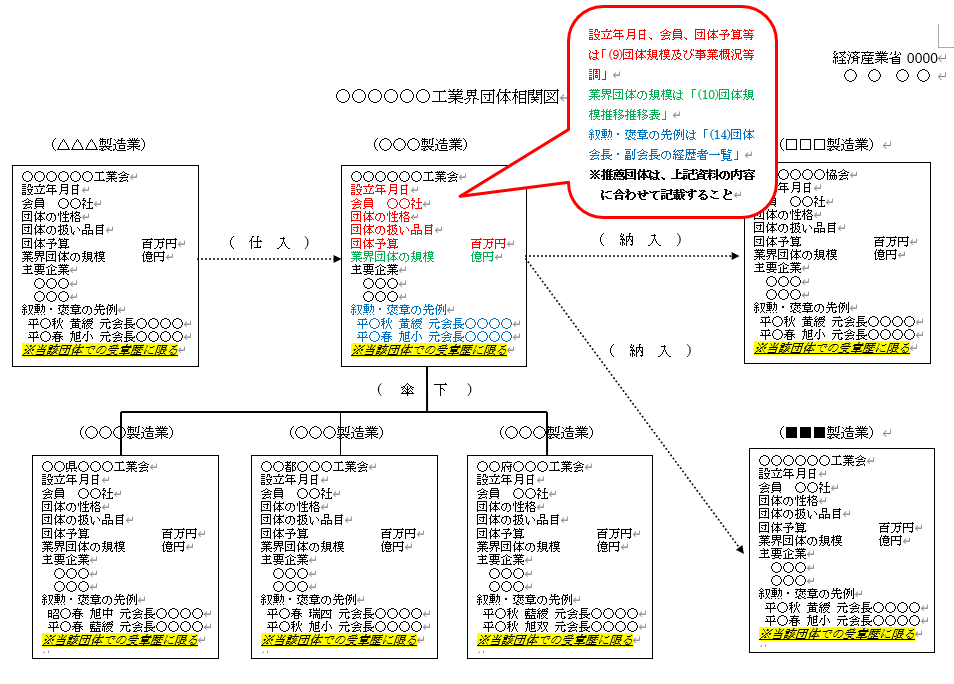 設立年月日、会員、団体予算等
は「(9)団体規模及び事業概況等
調」
業界団体の規模は「(10)団体規
模推移推移表」
叙勲・褒章の先例は「(14)団体
会長・副会長の経歴者一覧」
※推薦団体は、上記資料の内容
に合わせて記載すること
経済産業省 0000
○ ○ ○○
○○○○○○工業界団体相関図
(△△△製造業)
○○○○○○工業会
設立年月日
会員 ○○社
団体の性格
団体の扱い品目
団体予算 百万円
業界団体の規模 億円
主要企業
○○○
○○○
叙勲・褒章の先例
平○秋 黄綬 元会長○○○○
平○春 旭小 元会長○○○○
※当該団体での受章歴に限る
(仕 入)
(○○○製造業)
○○○○○○工業会
設立年月日
会員 ○○社
団体の性格
団体の扱い品目
団体予算 百万円
業界団体の規模 億円
主要企業
○○○
○○○
叙勲・褒章の先例
平○秋 黄綬 元会長○○○○
平○春 旭小 元会長○○○○
※当該団体での受章歴に限る
(納 入)
(□□□製造業)
○○○○協会
年月日
員 ○○社
団体の性格
団体の扱い品目
団体予算 百万円
業界団体の規模 億円
主要企業
○○○
○○○
叙勲・褒章の先例
平○秋 黄綬 元会長○○○○
平○春 旭小 元会長○○○○
※当該団体での受章歴に限る
(納 入)
(傘 下)
(○○○製造業)
○○県○○○工業会
設立年月日
会員 ○○社
団体の性格
団体の扱い品目
団体予算 百万円
業界団体の規模 億円
主要企業
○○○
○○○
叙勲・褒章の先例
昭○春 旭中 元会長○○○○
平○春 藍綬 元会長○○○○
※当該団体での受章歴に限る
(○○○製造業)
○○都○○○工業会
設立年月日
会員 ○○社
団体の性格
団体の扱い品目
団体予算 百万円
業界団体の規模 億円
主要企業
○○○
○○○
叙勲・褒章の先例
平○春 瑞四 元会長○○○○
平○秋 旭小 元会長○○○○
※当該団体での受章歴に限る
(○○○製造業)
○○府○○○工業会
設立年月日
会員 ○○社
団体の性格
団体の扱い品目
団体予算 百万円
業界団体の規模 億円
主要企業
○○○
○○○
叙勲・褒章の先例
平○秋 藍綬 元会長○○○○
平○秋 旭双 元会長○○○○
※当該団体での受章歴に限る
(■■■製造業)
○○○○○○工業会
設立年月日
会員 ○○社
団体の性格
団体の扱い品目
団体予算 百万円
業界団体の規模 億円
主要企業
○○○
○○○
叙勲・褒章の先例
平○秋 黄綬 元会長○○○○
平○春 旭小 元会長○○○○
※当該団体での受章歴に限る